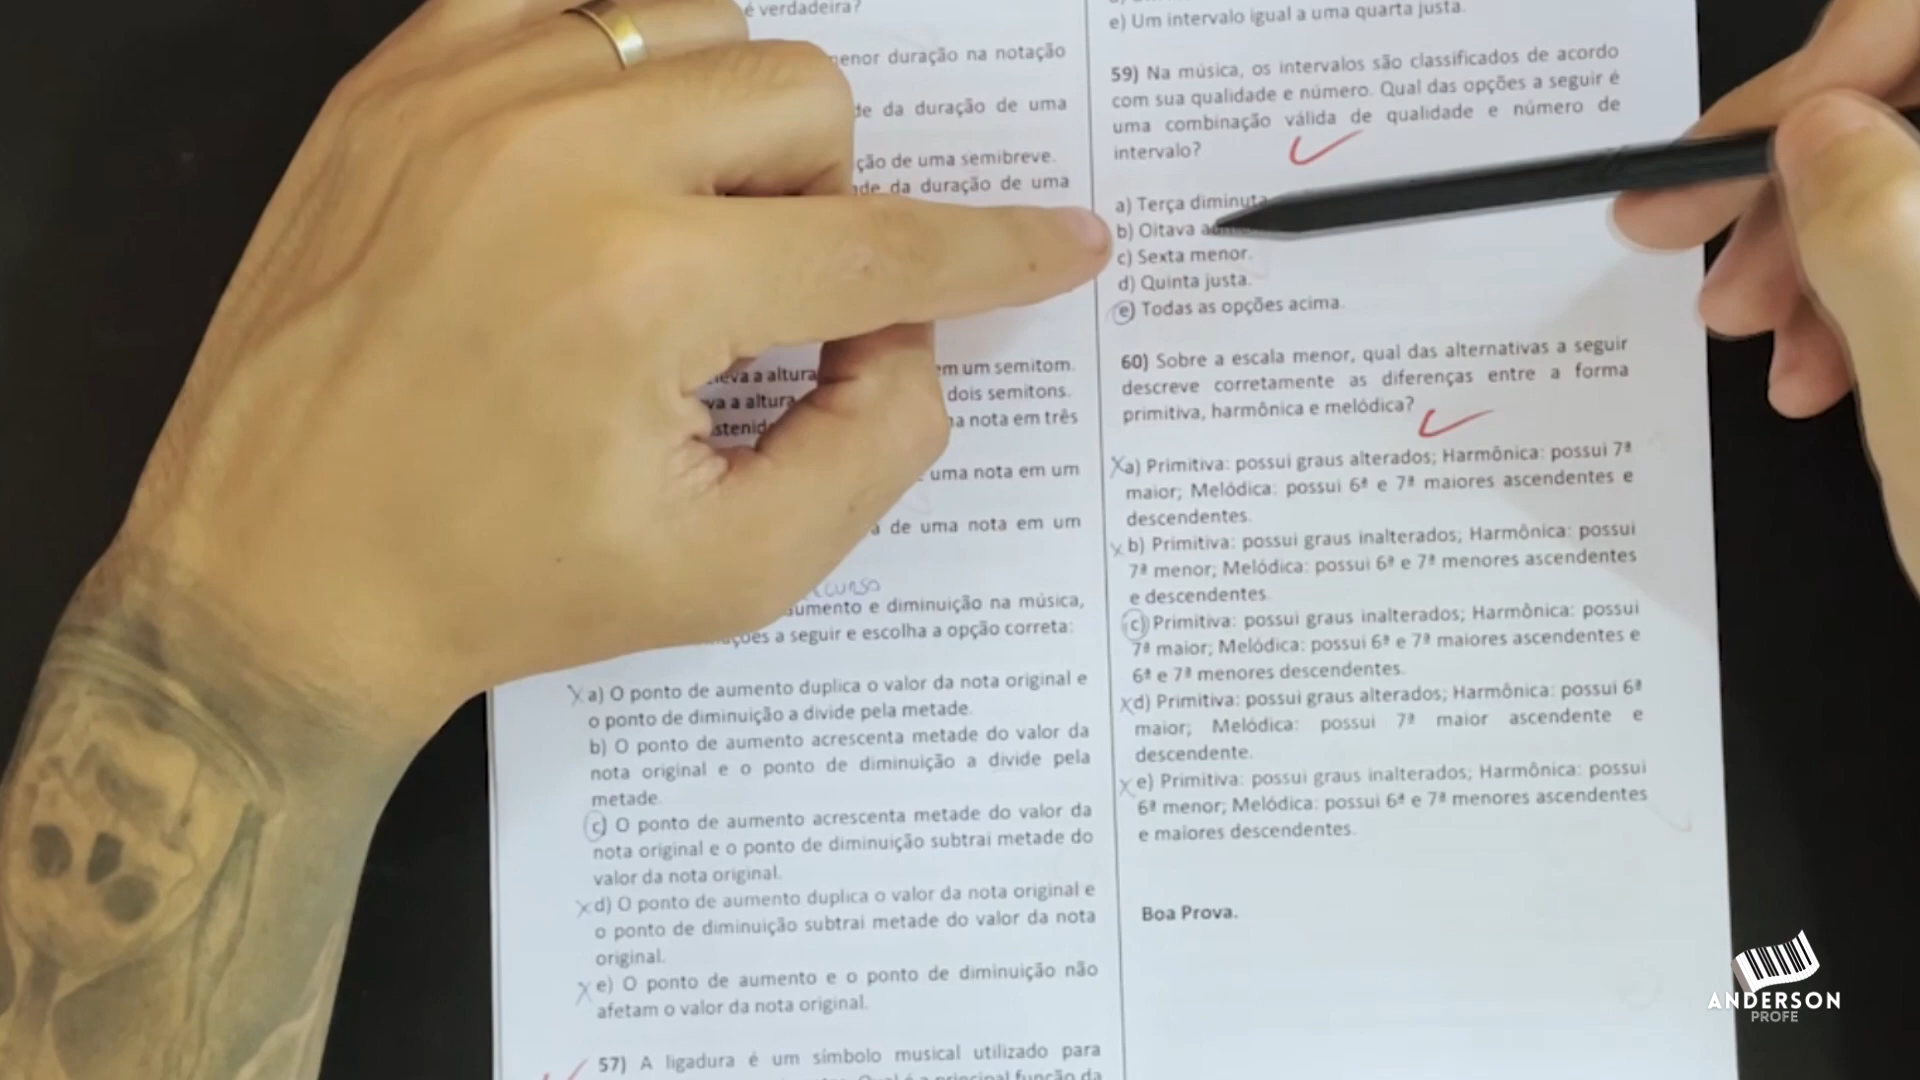 é verdadeira?
menor duração na notação
de da duração de uma
ção de uma semibreve.
ade da duração de uma
leva a altura
m um semitom.
va a altura
dois semitons.
stenid
a nota em três
uma nota em um
a de uma nota em um
curso
aumento e diminuição na música,
ções a seguir e escolha a opção correta:
X a) O ponto de aumento duplica o valor da nota original e
o ponto de diminuição a divide pela metade.
b) O ponto de aumento acrescenta metade do valor da
nota original e o ponto de diminuição a divide pela
metade.
c) O ponto de aumento acrescenta metade do valor da
nota original e o ponto de diminuição subtrai metade do
valor da nota original.
X d) O ponto de aumento duplica o valor da nota original e
o ponto de diminuição subtrai metade do valor da nota
original.
X e) O ponto de aumento e o ponto de diminuição não
afetam o valor da nota original.
57) A ligadura é um símbolo musical utilizado para
principal função da
e) Um intervalo igual a uma quarta justa.
59) Na música, os intervalos são classificados de acordo
com sua qualidade e número. Qual das opções a seguir é
uma combinação válida de qualidade e número de
intervalo?
a) Terça diminuta
b) Oitava
c) Sexta menor.
d) Quinta justa.
e) Todas as opções acima.
60) Sobre a escala menor, qual das alternativas a seguir
descreve corretamente as diferenças entre a forma
primitiva, harmônica e melódica?
X a) Primitiva: possui graus alterados; Harmônica: possui 7ª
maior; Melódica: possui 6ª e 7ª maiores ascendentes e
descendentes.
X b) Primitiva: possui graus inalterados; Harmônica: possui
7ª menor; Melódica: possui 6ª e 7ª menores ascendentes
e descendentes.
c) Primitiva: possui graus inalterados; Harmônica: possui
7ª maior; Melódica: possui 6ª e 7ª maiores ascendentes e
6ª e 7ª menores descendentes.
X d) Primitiva: possui graus alterados; Harmônica: possui 6ª
maior; Melódica: possui 7ª maior ascendente e
descendente.
X e) Primitiva: possui graus inalterados; Harmônica: possui
6ª menor; Melódica: possui 6ª e 7ª menores ascendentes
e maiores descendentes.
Boa Prova.
ANDERSON
PROFE